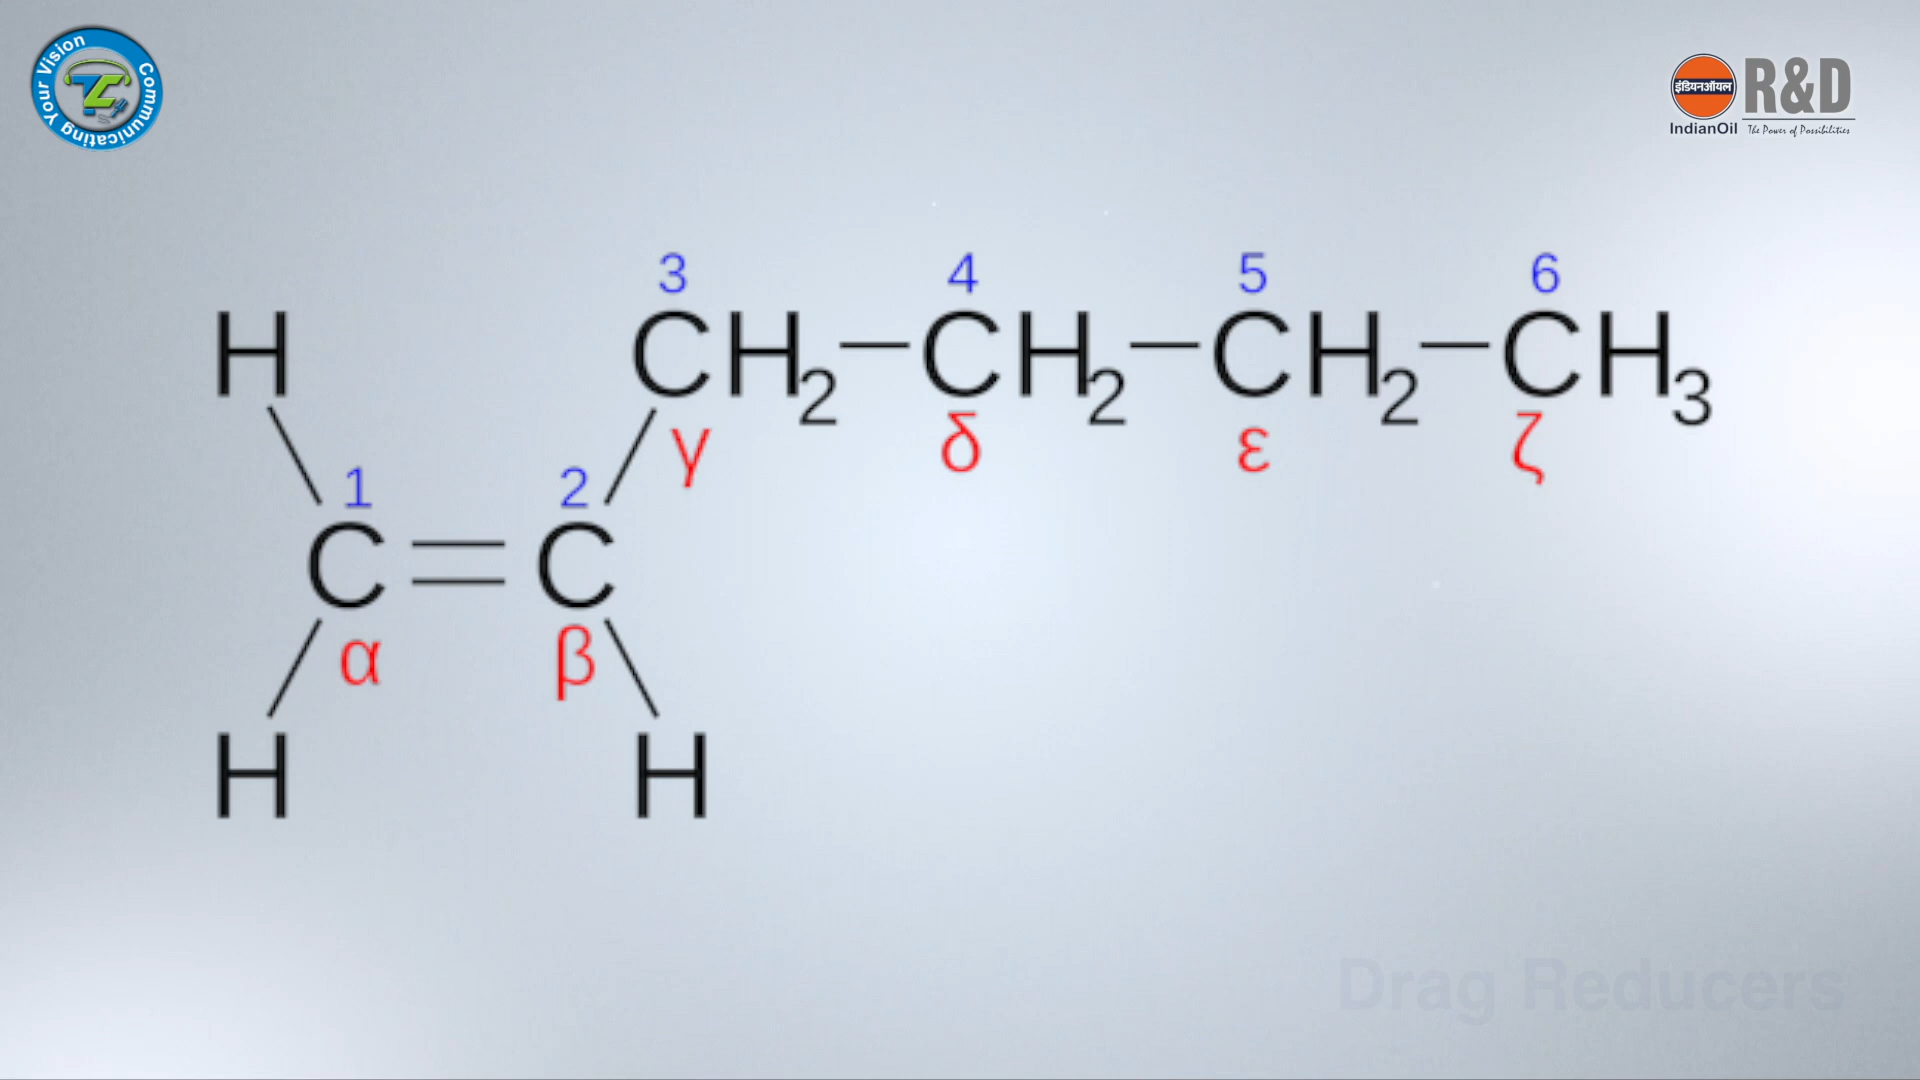 Communicating Your Vision
TC
इंडियनऑयल
IndianOil
R&D
The Power of Possibilities
3 4 5 6
H CH2 CH2 CH2 CH3
γ δ ε ζ
1 2
C C
α β
H H
Drag Reducers